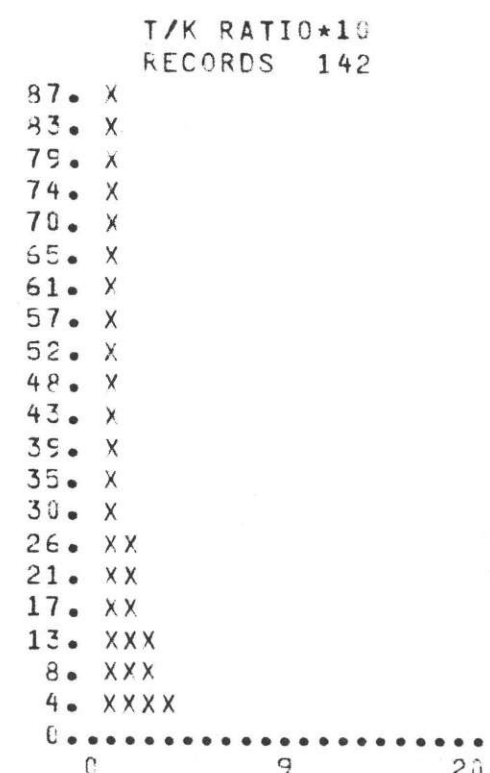 T/K RATIO*10
RECORDS 142
87. X
83. X
79. X
74. X
70. X
65. X
61. X
57. X
52. X
48. X
43. X
39. X
35. X
30. X
26. XX
21. XX
17. XX
13. XXX
8. XXX
4. XXXX
0......................
0 9 20